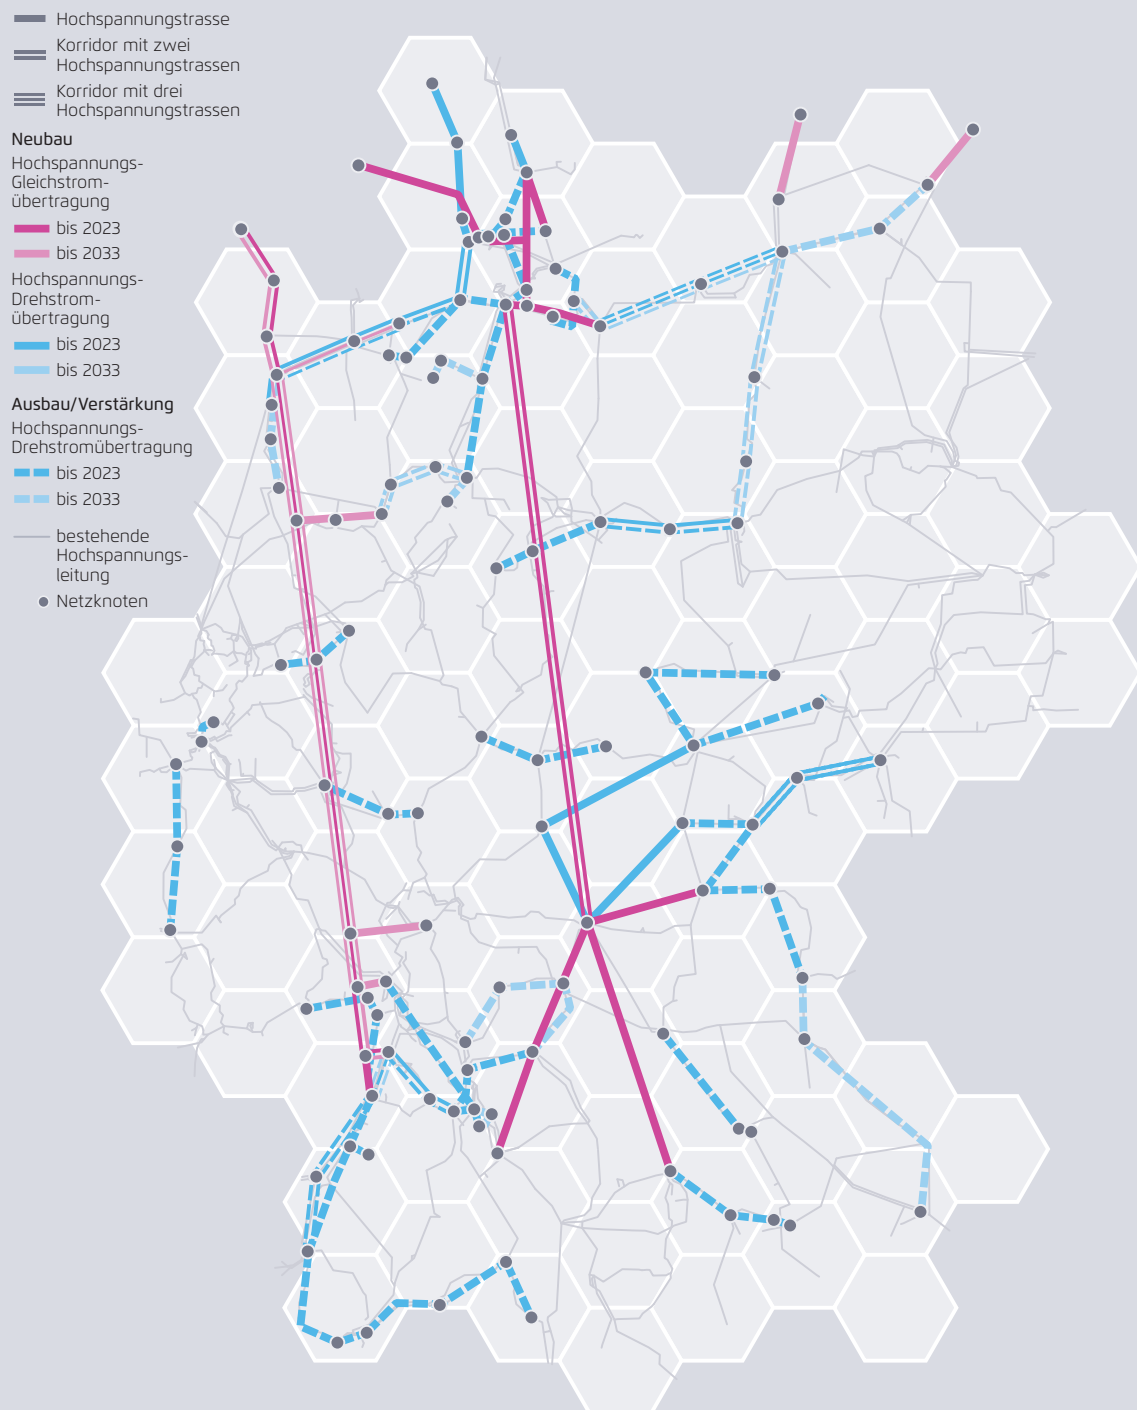 Hochspannungstrasse
Korridor mit zwei
Hochspannungstrassen
Korridor mit drei
Hochspannungstrassen
Neubau
Hochspannungs-
Gleichstrom-
übertragung
bis 2023
bis 2033
Hochspannungs-
Drehstrom-
übertragung
bis 2023
bis 2033
Ausbau/Verstärkung
Hochspannungs-
Drehstromübertragung
bis 2023
bis 2033
bestehende
Hochspannungs-
leitung
Netzknoten